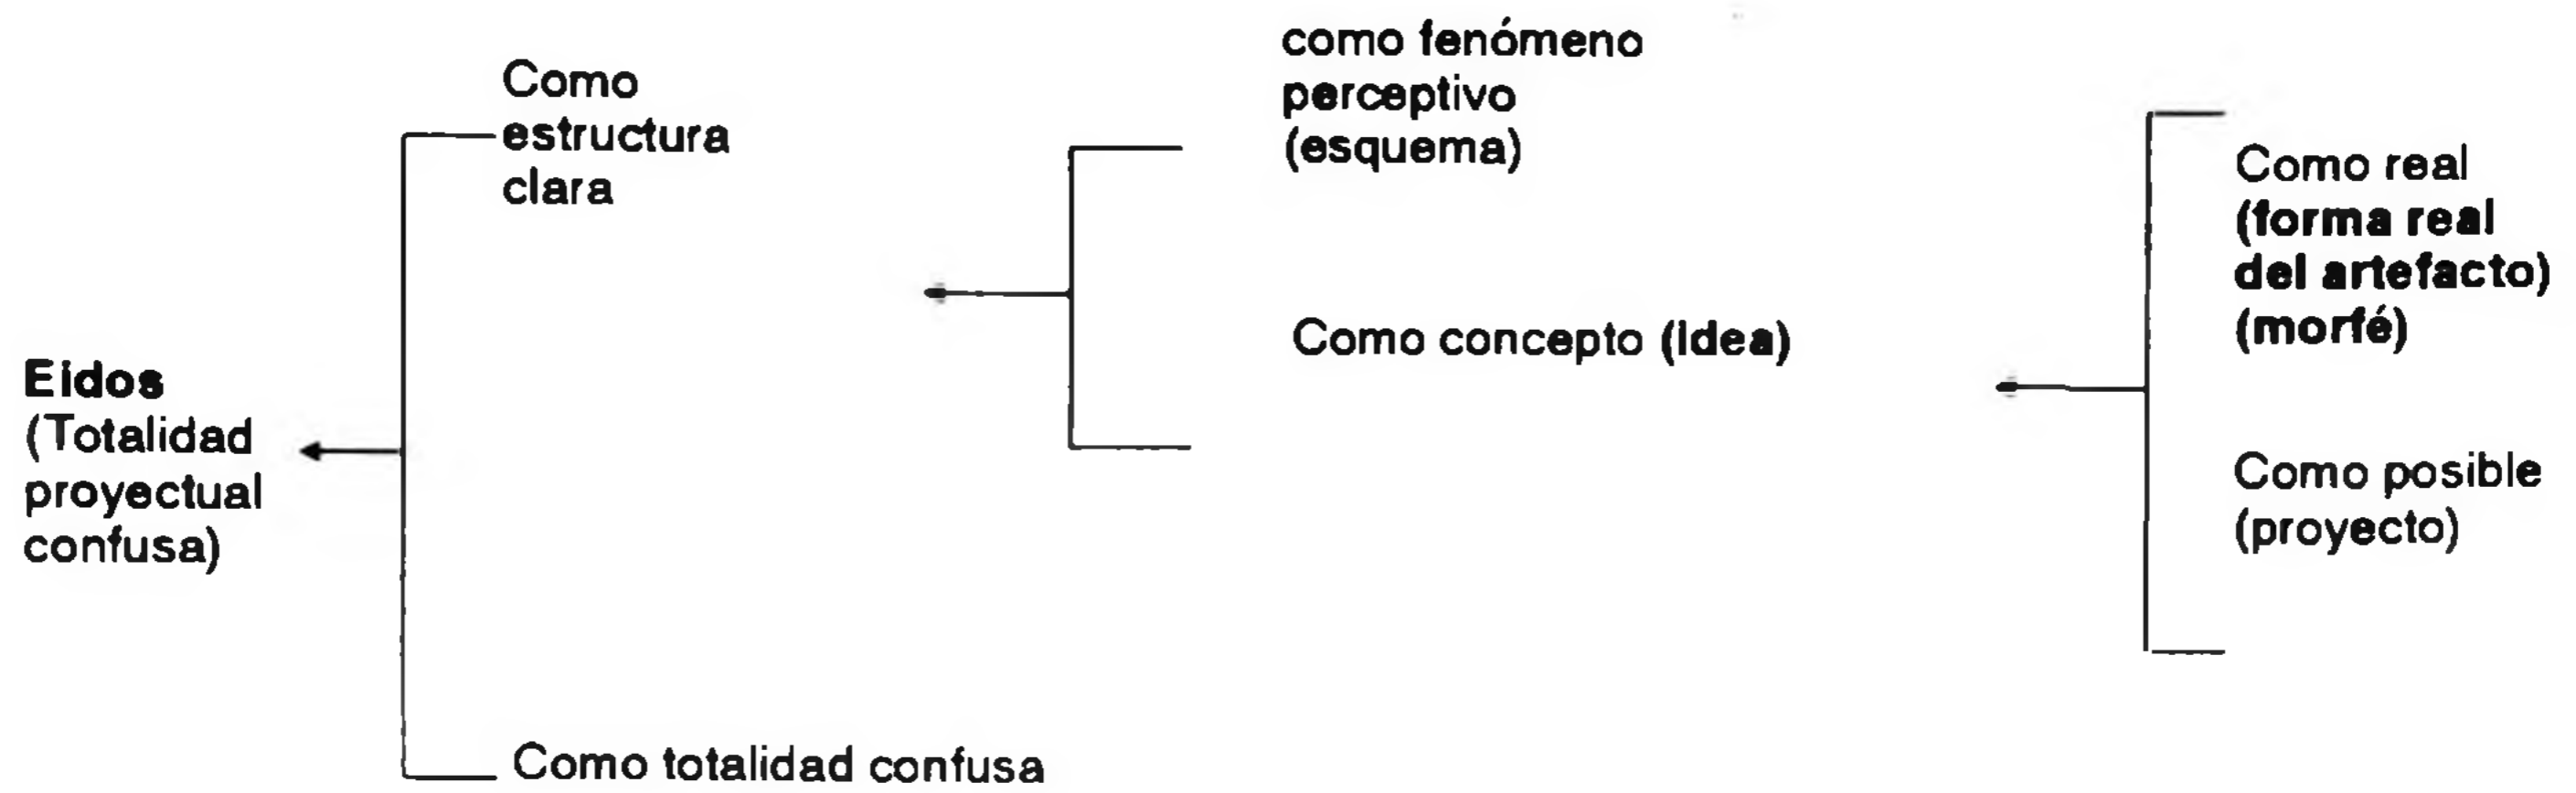 Eidos
(Totalidad
proyectual
confusa)
Como
estructura
clara
Como totalidad confusa
como fenómeno
perceptivo
(esquema)
Como concepto (idea)
Como real
(forma real
del artefacto)
(morfé)
Como posible
(proyecto)